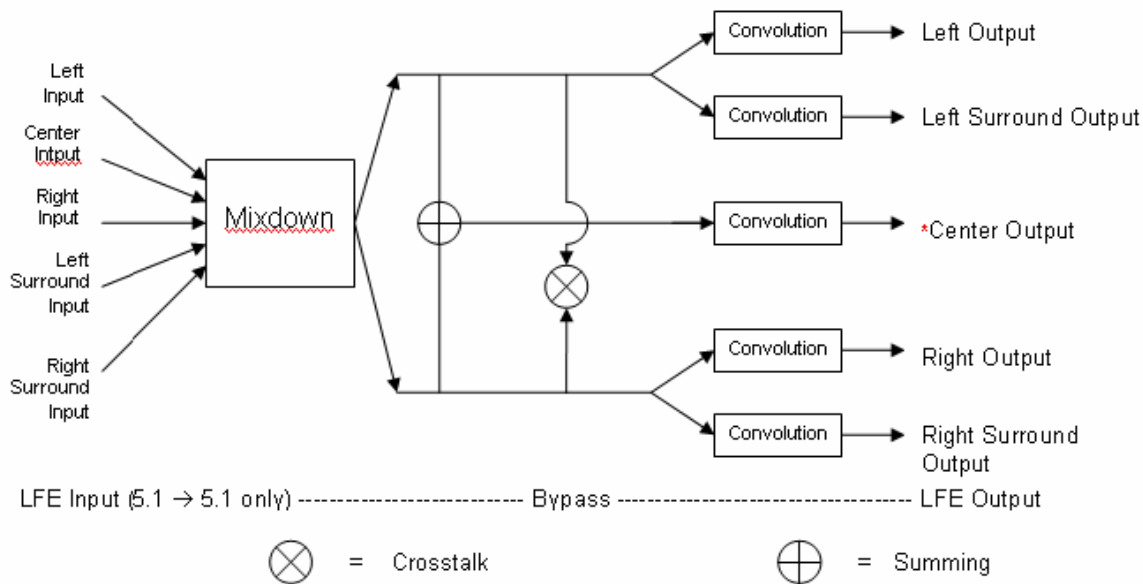 Left
Input
Center
Intput
Right
Input
Left
Surround
Input
Right
Surround
Input
Mixdown
Convolution
Left Output
Convolution
Left Surround Output
Convolution
*Center Output
Convolution
Right Output
Convolution
Right Surround
Output
LFE Input (5.1 → 5.1 only) ---------------------------- Bypass ----------------------------------- LFE Output
= Crosstalk
= Summing